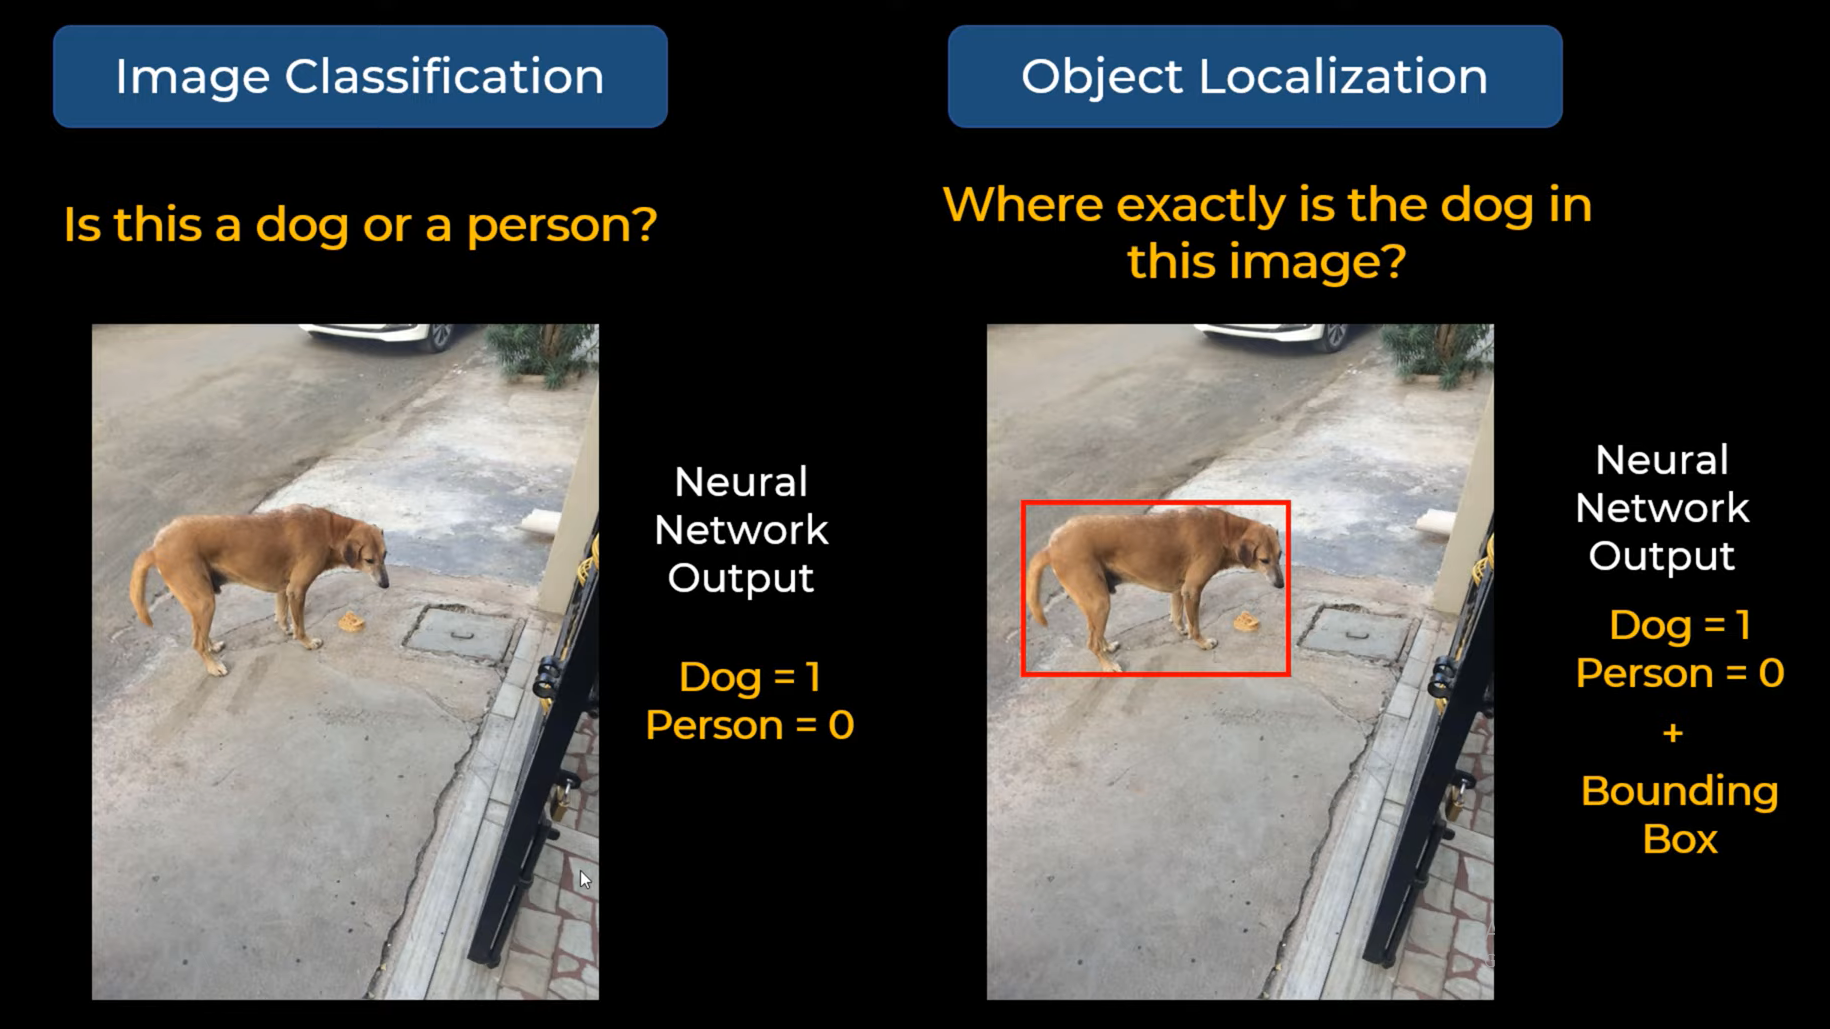 Image Classification
Is this a dog or a person?
Neural
Network
Output
Dog = 1
Person = 0
Object Localization
Where exactly is the dog in
this image?
Neural
Network
Output
Dog = 1
Person = 0
+
Bounding
Box